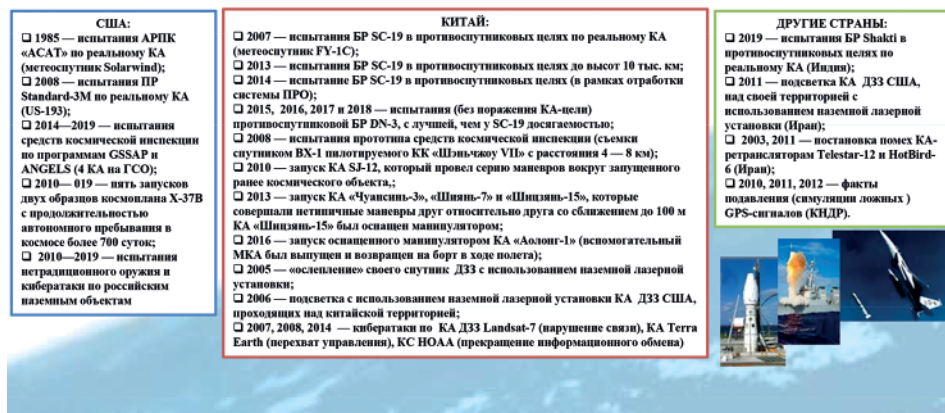 США:
❑ 1985 — испытания АРПК
«АСАТ» по реальному КА
(метеоспутник Solarwind);
❑ 2008 — испытания ПР
Standard-3M по реальному КА
(US-193);
❑ 2014—2019 — испытания
средств космической инспекции
по программам GSSAP и
ANGELS (4 КА на ГСО);
❑ 2010— 019 — пять запусков
двух образцов космоплана Х-37В
с продолжительностью
автономного пребывания в
космосе более 700 суток;
❑ 2010—2019 — испытания
нетрадиционного оружия и
кибератаки по российским
наземным объектам
КИТАЙ:
❑ 2007 — испытания БР SC-19 в противоспутниковых целях по реальному КА
(метеоспутник FY-1C);
❑ 2013 — испытания БР SC-19 в противоспутниковых целях до высот 10 тыс. км;
❑ 2014 — испытание БР SC-19 в противоспутниковых целях (в рамках отработки
системы ПРО);
❑ 2015, 2016, 2017 и 2018 — испытания (без поражения КА-цели)
противоспутниковой БР DN-3, с лучшей, чем у SC-19 досягаемостью;
❑ 2008 — испытания прототипа средств космической инспекции (съемки
спутником BX-1 пилотируемого КК «Шэньчжоу VII» с расстояния 4 — 8 км);
❑ 2010 — запуск КА SJ-12, который провел серию маневров вокруг запущенного
ранее космического объекта,;
❑ 2013 — запуск КА «Чуансинь-3», «Шиянь-7» и «Шицзянь-15», которые
совершали нетипичные маневры друг относительно друга со сближением до 100 м
КА «Шицзянь-15» был оснащен манипулятором;
❑ 2016 — запуск оснащенного манипулятором КА «Аолонг-1» (вспомогательный
МКА был выпущен и возвращен на борт в ходе полета);
❑ 2005 — «ослепление» своего спутник ДЗЗ с использованием наземной лазерной
установки;
❑ 2006 — подсветка с использованием наземной лазерной установки КА ДЗЗ США,
проходящих над китайской территорией;
❑ 2007, 2008, 2014 — кибератаки по КА ДЗЗ Landsat-7 (нарушение связи), КА Terra
Earth (перехват управления), КС НОАА (прекращение информационного обмена)
ДРУГИЕ СТРАНЫ:
❑ 2019 — испытания БР Shakti в
противоспутниковых целях по
реальному КА (Индия);
❑ 2011 — подсветка КА ДЗЗ США,
над своей территорией с
использованием наземной лазерной
установки (Иран);
❑ 2003, 2011 — постановка помех КА-
ретрансляторам Telestar-12 и HotBird-
6 (Иран);
❑ 2010, 2011, 2012 — факты
подавления (симуляции ложных )
GPS-сигналов (КНДР).